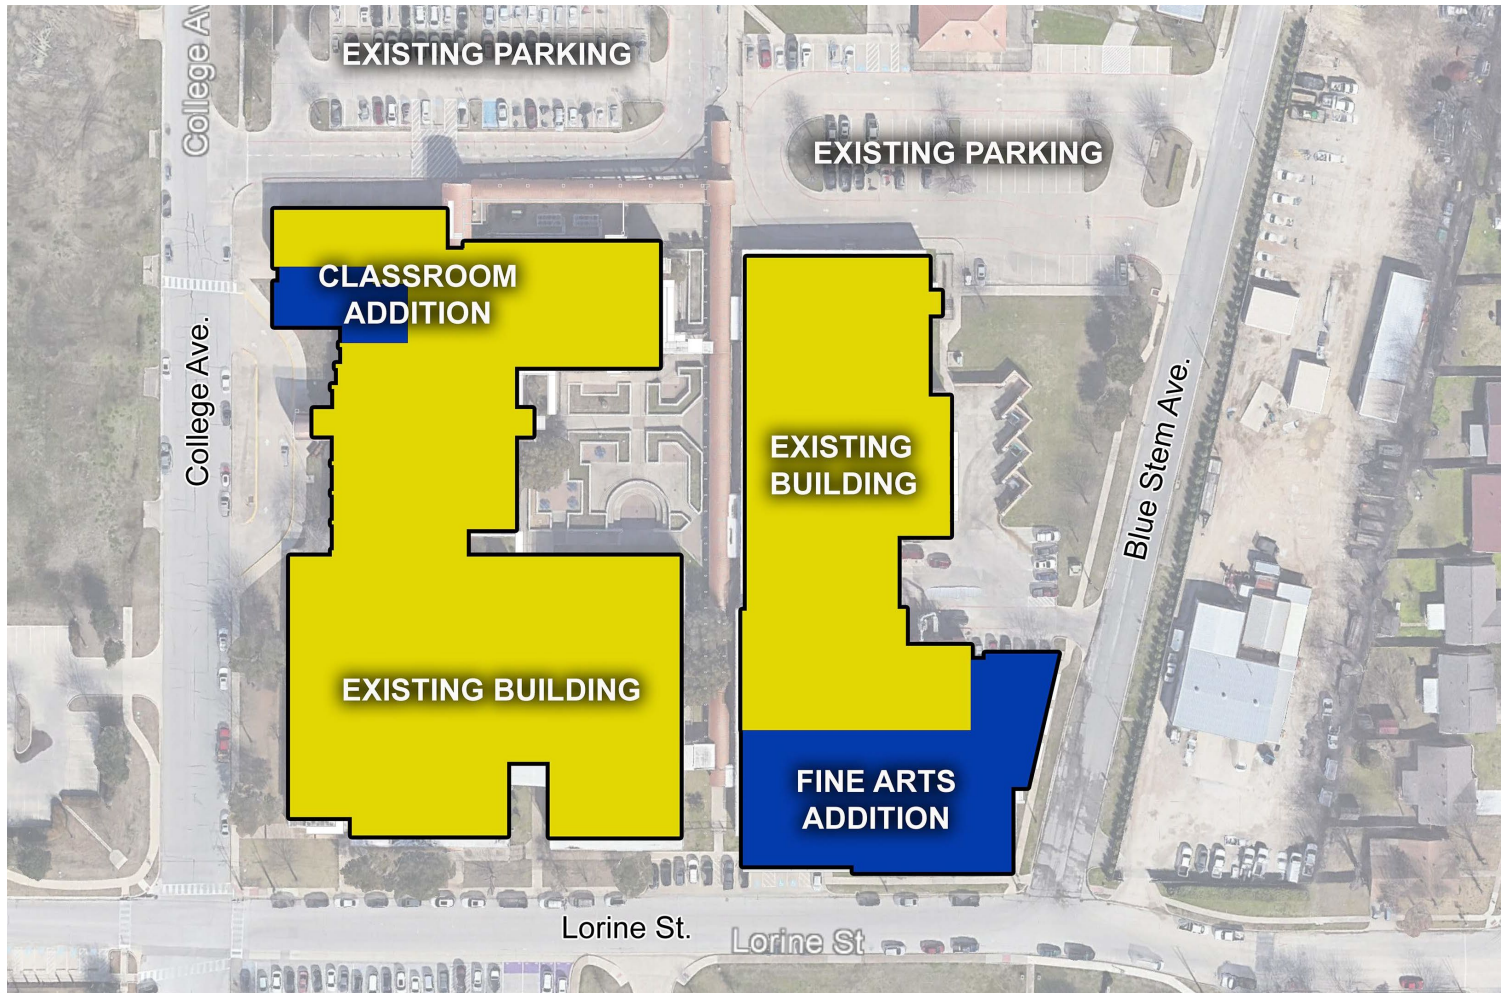 College Av
EXISTING PARKING
EXISTING PARKING
CLASSROOM
ADDITION
College Ave.
EXISTING
BUILDING
Blue Stem Ave.
EXISTING BUILDING
FINE ARTS
ADDITION
Lorine St.
Lorine St